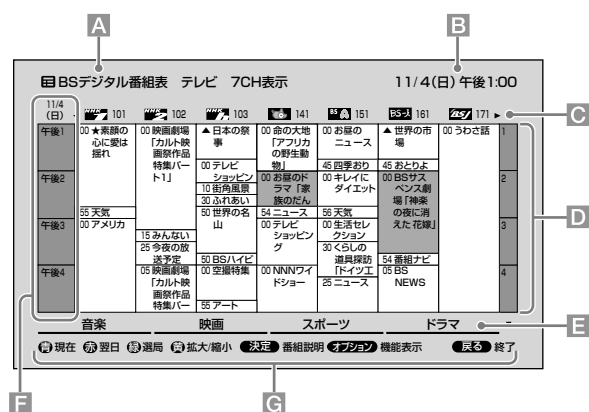 A
B
BSデジタル番組表 テレビ 7CH表示
11/4(日) 午後1:00
11/4
(日)
101
102
103
141
BS 151
BS-i 161
171 ►
C
午後1
午後2
午後3
午後4
00 ★素顔の
心に愛は
揺れ
55 天気
00 アメリカ
00 映画劇場
「カルト映
画祭作品
特集パー
ト1」
15 みんない
25 今夜の放
送予定
05 映画劇場
「カルト映
画祭作品
特集パー
▲ 日本の祭
事
00 テレビ
ショッピン
10 街角風景
30 ふれあい
50 世界の名
山
50 BSハイビ
00 空撮特集
55 アート
00 命の大地
「アフリカ
の野生動
物」
00 お昼のド
ラマ「家
族のだん
54 ニュース
00 テレビ
ショッピン
グ
00 NNNワイ
ドショー
00 お昼の
ニュース
45 四季おり
00 キレイに
ダイエット
56 天気
00 生活セレ
クション
30 くらしの
道具探訪
「ドイツ工
25 ニュース
▲ 世界の市
場
45 おとりよ
00 BSサス
ペンス劇
場「神楽
の夜に消
えた花嫁」
54 番組ナビ
05 BS
NEWS
00 うわさ話
1
2
3
4
D
音楽 映画 スポーツ ドラマ
E
青 現在 赤 翌日 緑 選局 黄 拡大/縮小 決定 番組説明 オプション 機能表示 戻る 終了
F
G